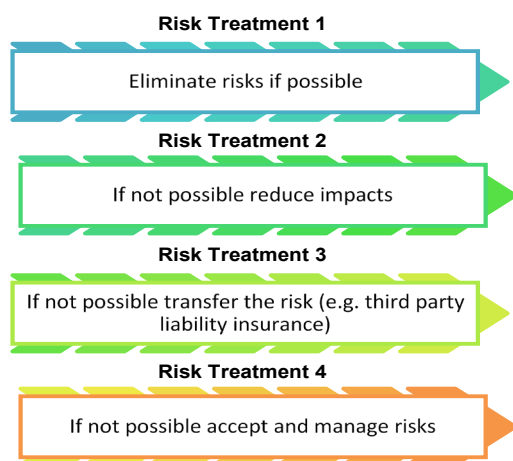 Risk Treatment 1
Eliminate risks if possible
Risk Treatment 2
If not possible reduce impacts
Risk Treatment 3
If not possible transfer the risk (e.g. third party
liability insurance)
Risk Treatment 4
If not possible accept and manage risks